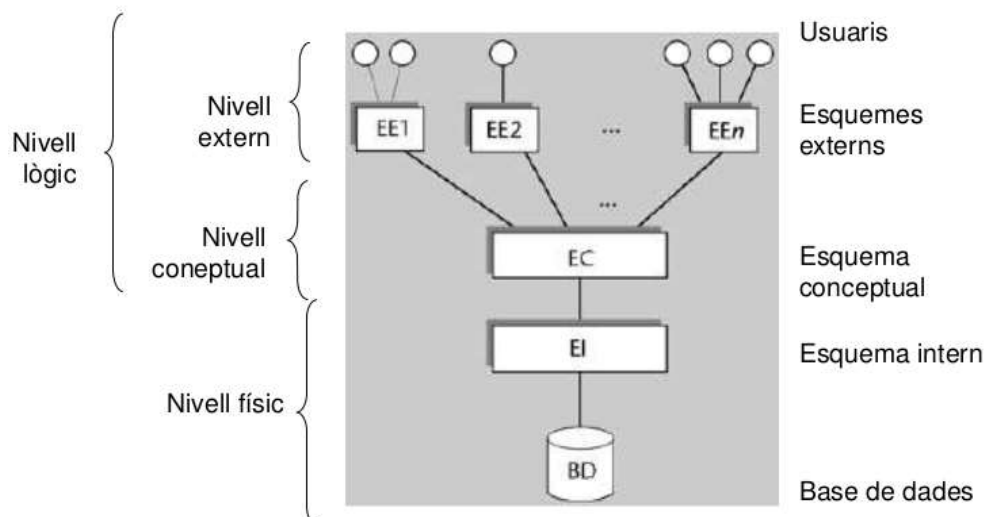 Usuaris
Nivell
extern
EE1
EE2
...
EEn
Esquemes
externs
Nivell
lògic
...
Nivell
coneptual
EC
Esquema
conceptual
EI
Esquema intern
Nivell físic
BD
Base de dades